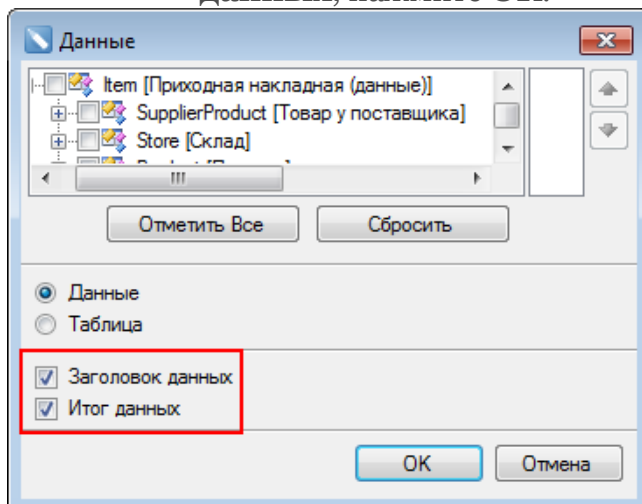 Данные
Item [Приходная накладная (данные)]
SupplierProduct [Товар у поставщика]
Store [Склад]
Отметить Все Сбросить
Данные
Таблица
Заголовок данных
Итог данных
OK Отмена